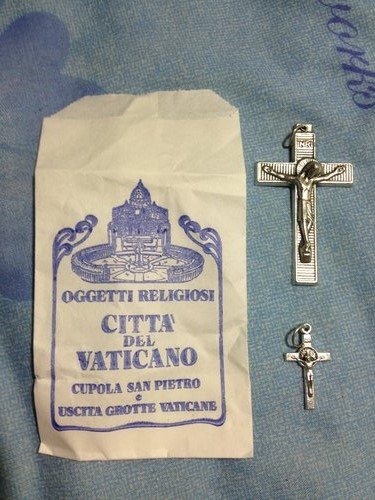 OGGETTI RELIGIOSI
CITTA'
DEL
VATICANO
CUPOLA SAN PIETRO
e
USCITA GROTTE VATICANE
INRI